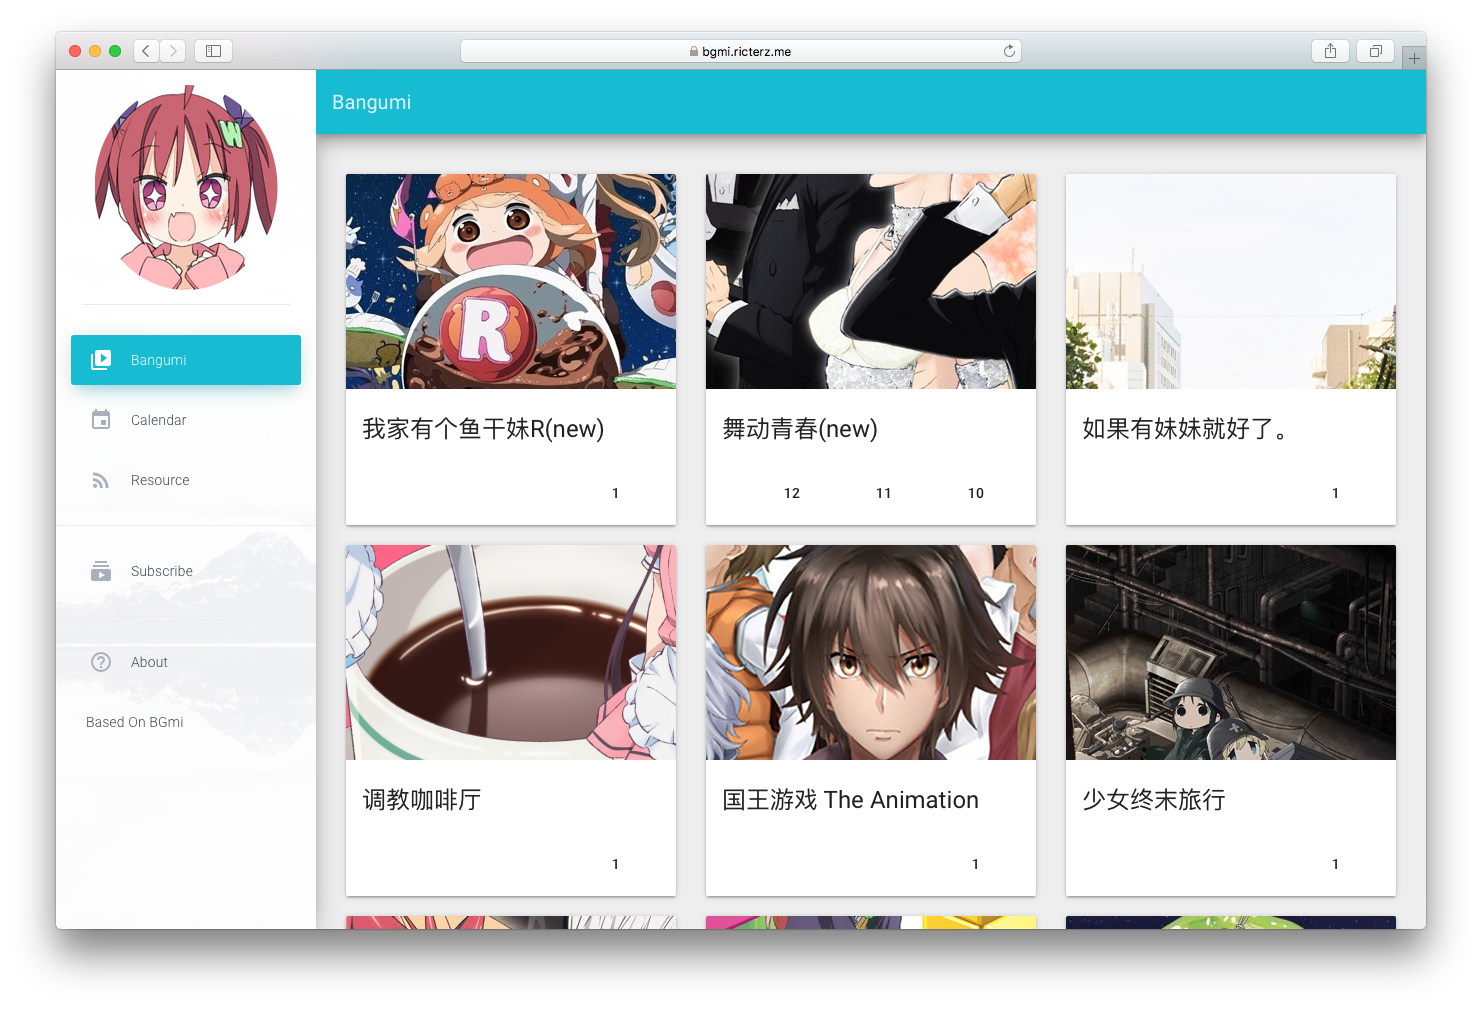 bgmi.ricterz.me
W
Bangumi
Bangumi
Calendar
Resource
Subscribe
About
Based On BGmi
R
我家有个鱼干妹R(new)
1
舞动青春(new)
12 11 10
如果有妹妹就好了。
1
调教咖啡厅
1
国王游戏 The Animation
1
少女终末旅行
1